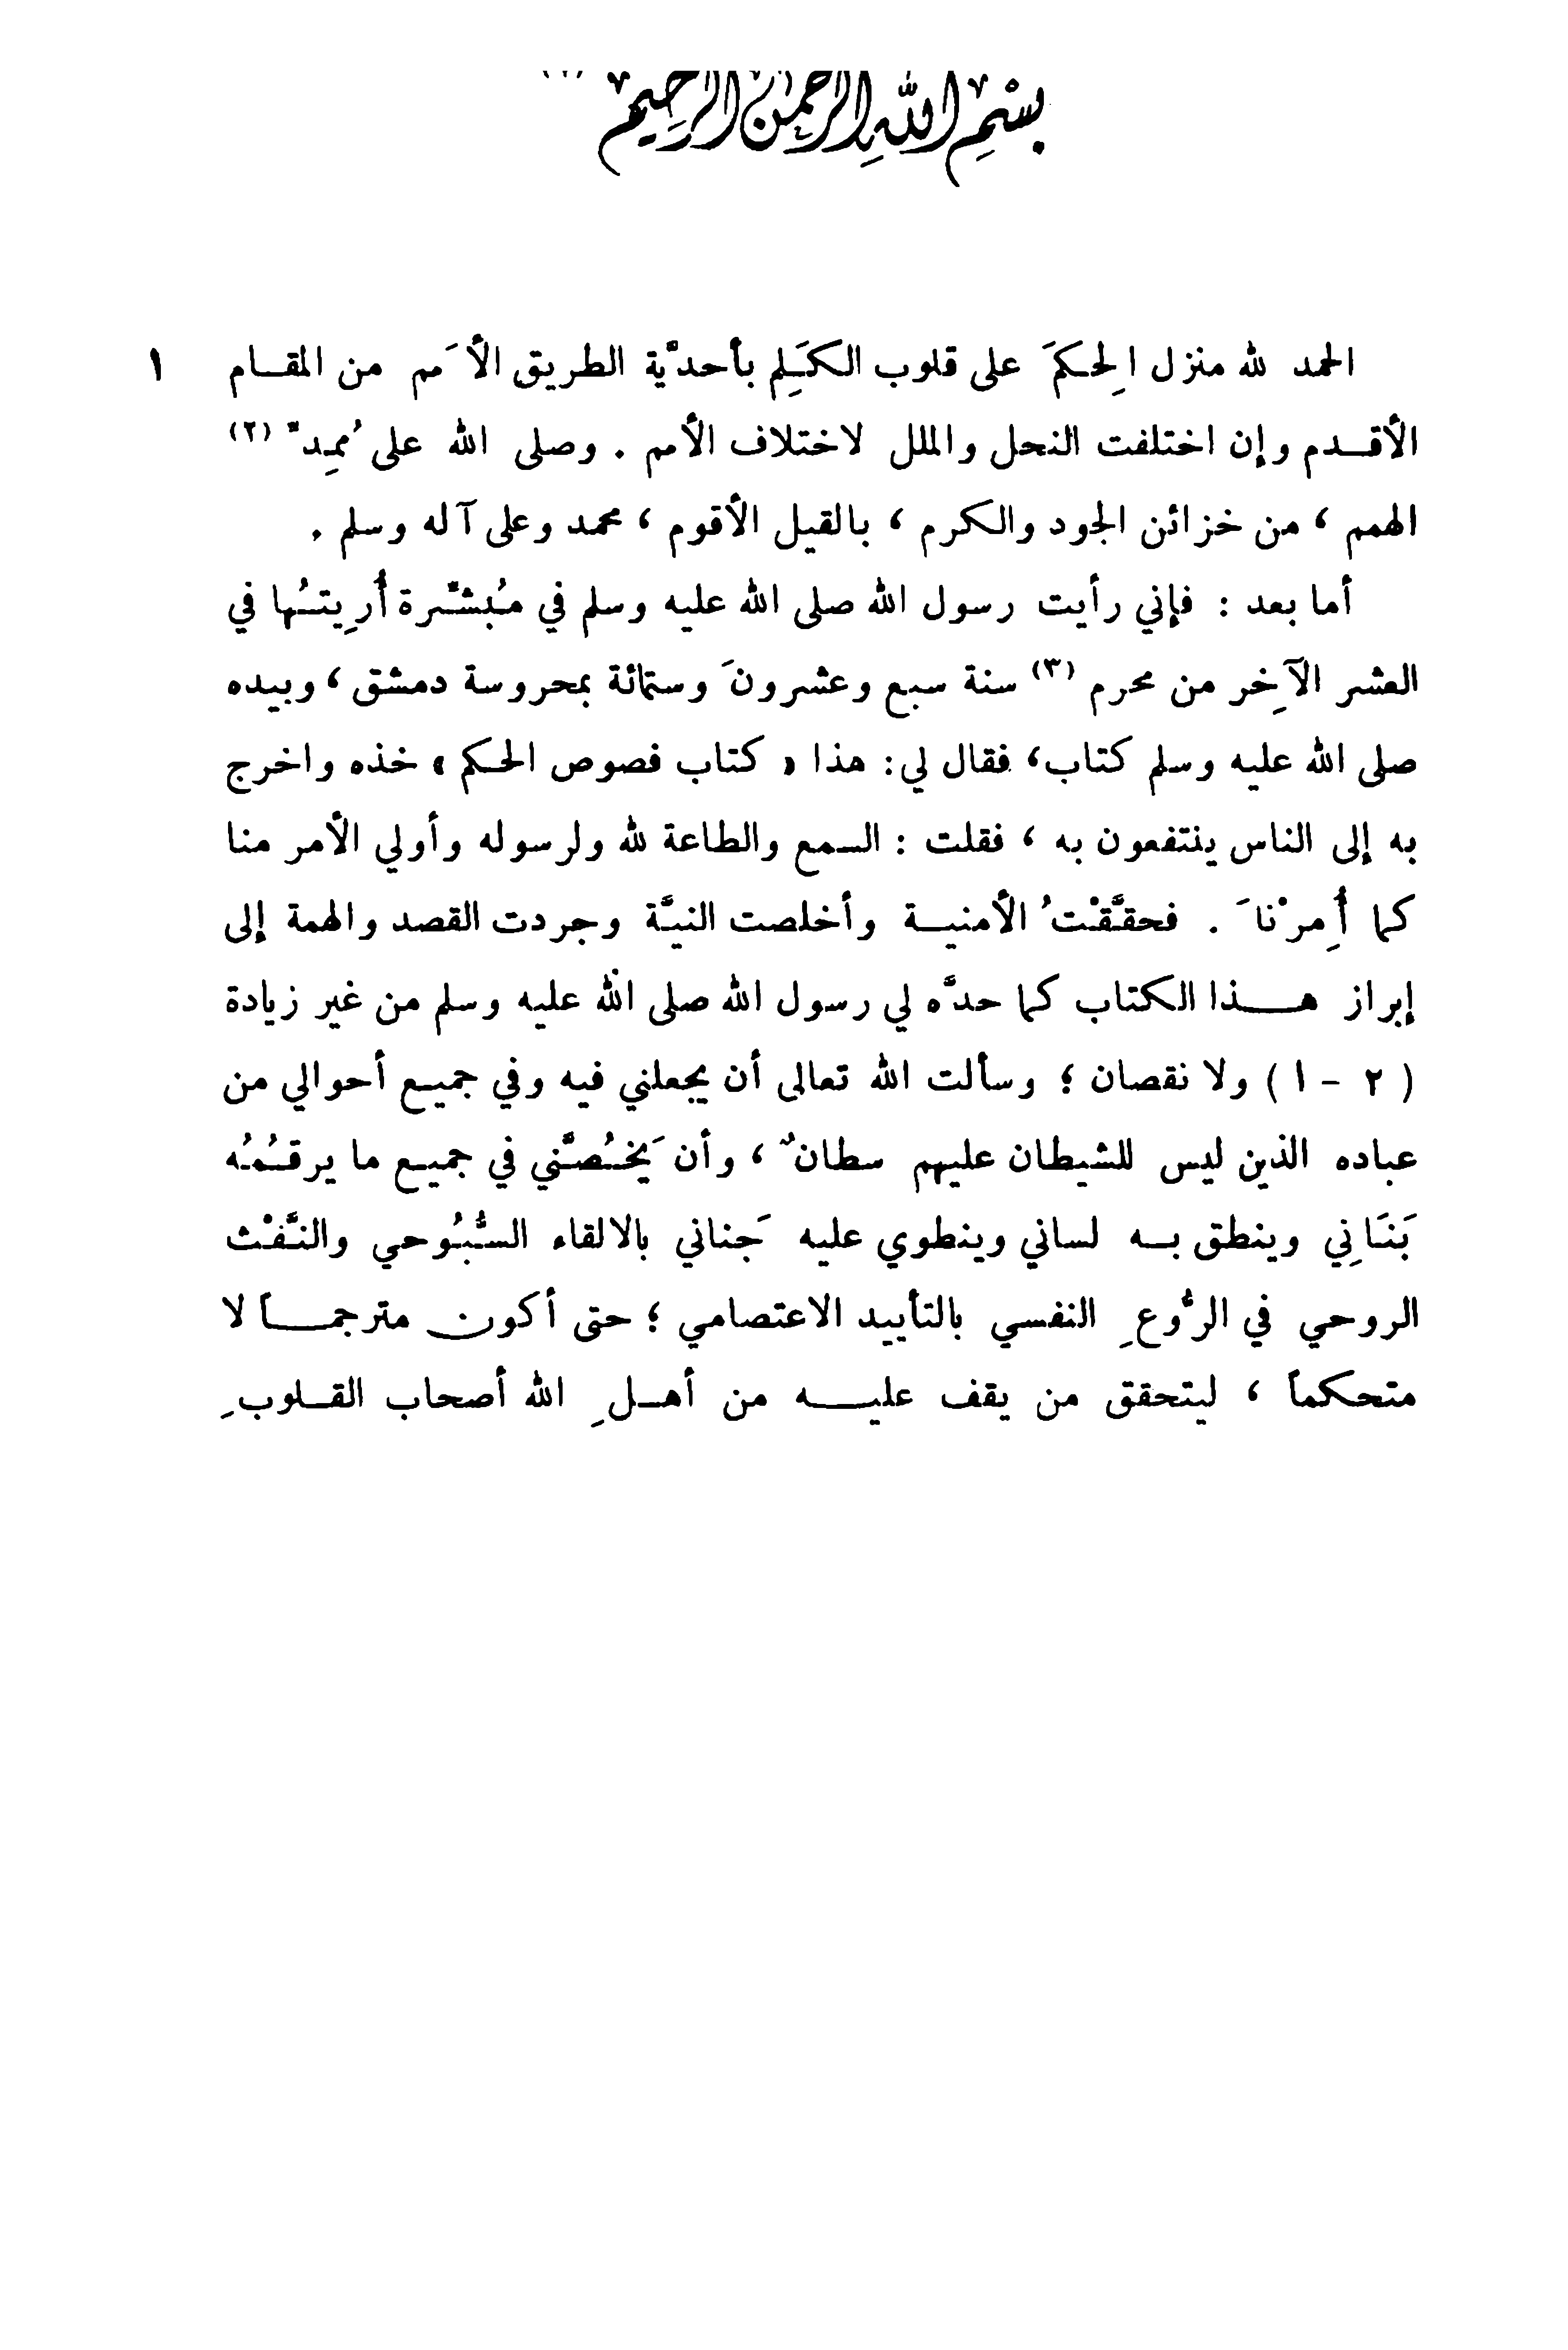 بسم الله الرحمن الرحيم
الحمد لله منزل الحِكَمَ على قلوب الكَلِم بأحديَّة الطريق الأَمم من المقام ١
الأقدم وإن اختلفت النحل والملل لاختلاف الأمم . وصلى الله على مُمِدِّ (٢)
الهمم ، من خزائن الجود والكرم ، بالقيل الأقوم ، محمد وعلى آله وسلم .
أما بعد : فإني رأيت رسول الله صلى الله عليه وسلم في مُبشِّرة أُرِيتُها في
العشر الآخِر من محرم (٣) سنة سبع وعشرونَ وستمائة بمحروسة دمشق ، وبيده
صلى الله عليه وسلم كتاب، فقال لي: هذا « كتاب فصوص الحكم » خذه واخرج
به إلى الناس ينتفعون به ، فقلت : السمع والطاعة لله ولرسوله وأولي الأمر منا
كما أُمِرْنَا . فحقَّقْتُ الأمنية وأخلصت النيَّة وجردت القصد والهمة إلى
إبراز هذا الكتاب كما حدَّه لي رسول الله صلى الله عليه وسلم من غير زيادة
( ٢ - ا ) ولا نقصان ؛ وسألت الله تعالى أن يجعلني فيه وفي جميع أحوالي من
عباده الذين ليس للشيطان عليهم سطانٌ ، وأن يَخُصَّني في جميع ما يرقُمُه
بَنَانِي وينطق به لساني وينطوي عليه جَناني بالالقاء السُّبُوحي والنَّفْث
الروحي في الرُّوعِ النفسي بالتأييد الاعتصامي ؛ حتى أكون مترجماً لا
متحكماً ، ليتحقق من يقف عليه من أهلِ الله أصحاب القلوبِ